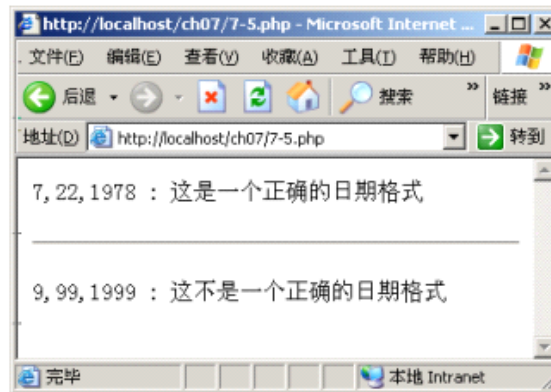 http://localhost/ch07/7-5.php - Microsoft Internet ...
文件(F) 编辑(E) 查看(V) 收藏(A) 工具(T) 帮助(H)
后退 搜索 » 链接 »
地址(D) http://localhost/ch07/7-5.php 转到
7,22,1978 : 这是一个正确的日期格式
9,99,1999 : 这不是一个正确的日期格式
完毕 本地 Intranet